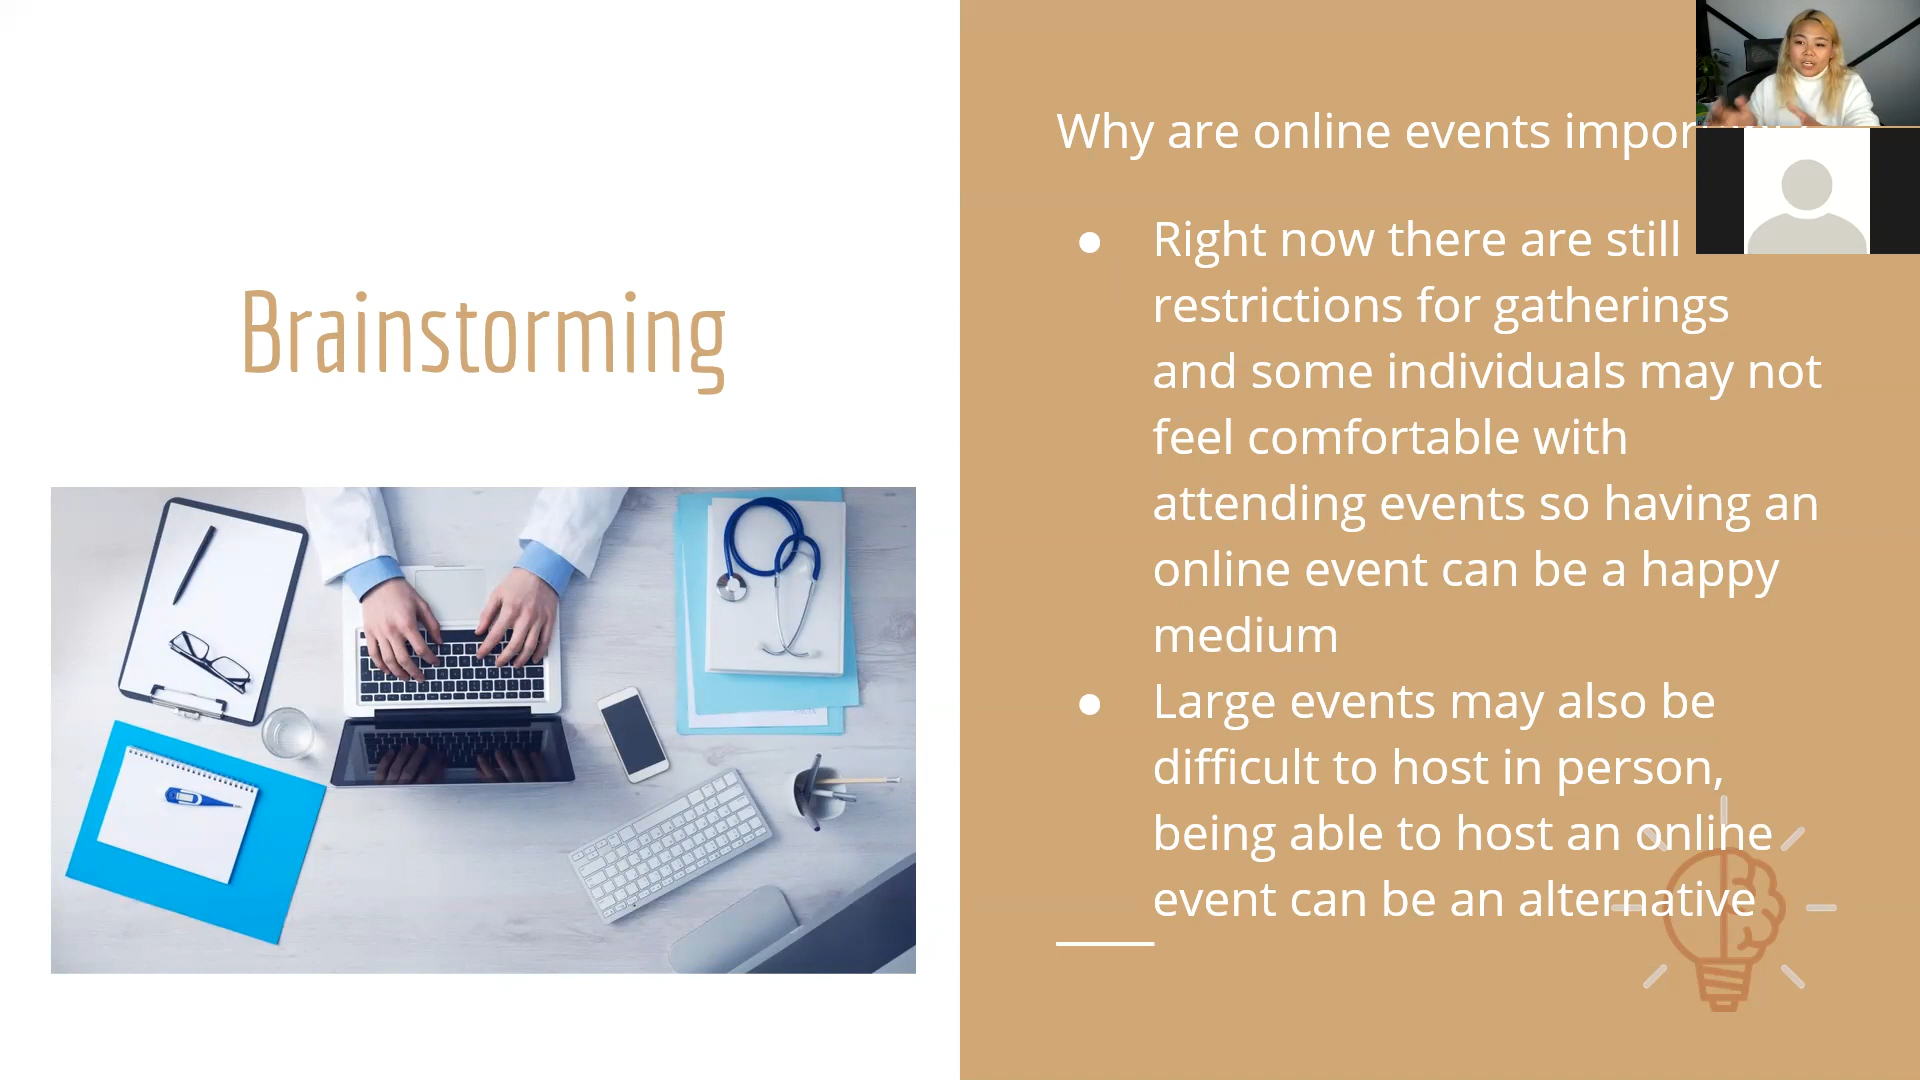 Brainstorming
Why are online events
Right now there are still
restrictions for gatherings
and some individuals may not
feel comfortable with
attending events so having an
online event can be a happy
medium
Large events may also be
difficult to host in person,
being able to host an online
event can be an alternative